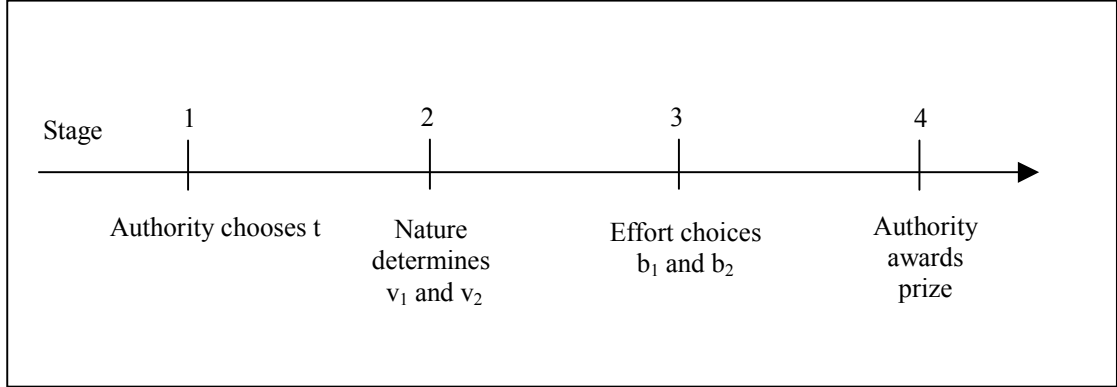 1 2 3 4
Stage
Authority chooses t
Nature
determines
v₁ and v₂
Effort choices
b₁ and b₂
Authority
awards
prize